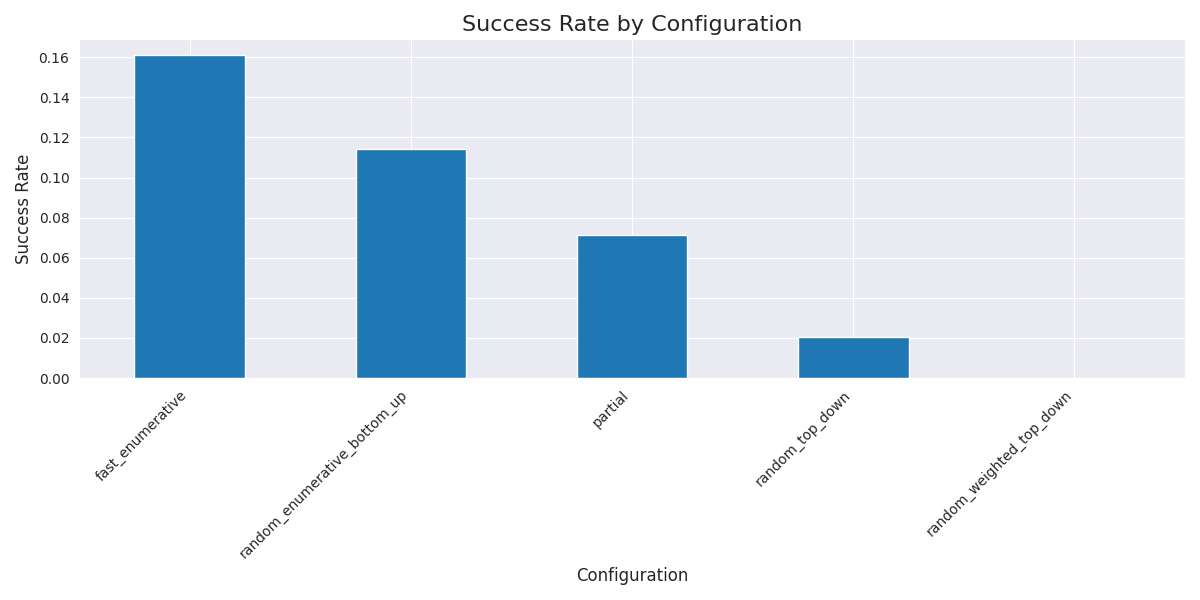 Success Rate by Configuration
Success Rate
0.16
0.14
0.12
0.10
0.08
0.06
0.04
0.02
0.00
fast_enumerative
random_enumerative_bottom_up
partial
random_top_down
random_weighted_top_down
Configuration